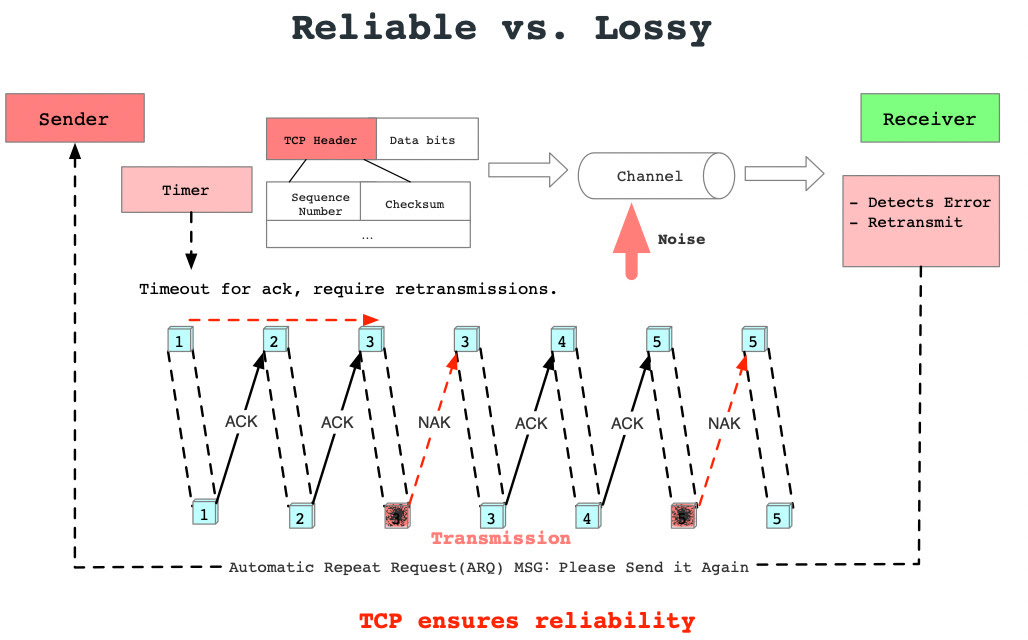 Reliable vs. Lossy
Sender
Receiver
TCP Header
Data bits
Timer
Channel
Sequence
Number
Checksum
...
- Detects Error
- Retransmit
Noise
Timeout for ack, require retransmissions.
1
2
3
3
4
5
5
ACK
ACK
NAK
ACK
ACK
NAK
1
2
3
4
5
5
Transmission
Automatic Repeat Request(ARQ) MSG: Please Send it Again
TCP ensures reliability